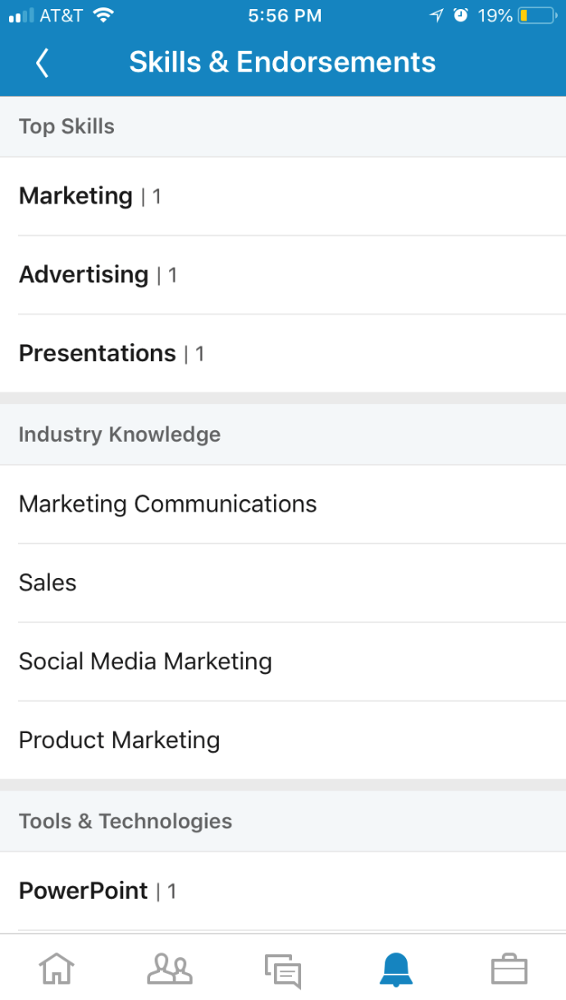 AT&T 5:56 PM 19%
Skills & Endorsements
Top Skills
Marketing | 1
Advertising | 1
Presentations | 1
Industry Knowledge
Marketing Communications
Sales
Social Media Marketing
Product Marketing
Tools & Technologies
PowerPoint | 1